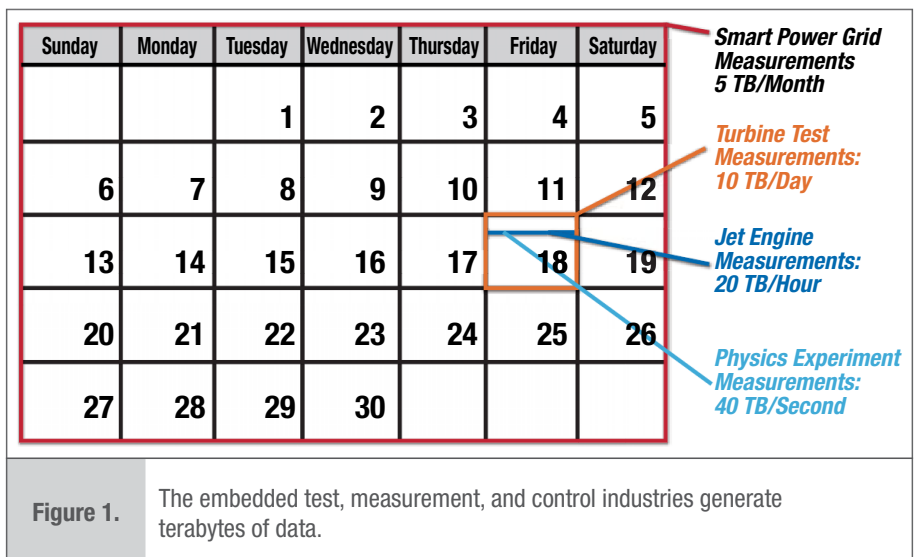 Sunday Monday Tuesday Wednesday Thursday Friday Saturday
1 2 3 4 5
6 7 8 9 10 11 12
13 14 15 16 17 18 19
20 21 22 23 24 25 26
27 28 29 30
Smart Power Grid
Measurements
5 TB/Month
Turbine Test
Measurements:
10 TB/Day
Jet Engine
Measurements:
20 TB/Hour
Physics Experiment
Measurements:
40 TB/Second
Figure 1.
The embedded test, measurement, and control industries generate
terabytes of data.